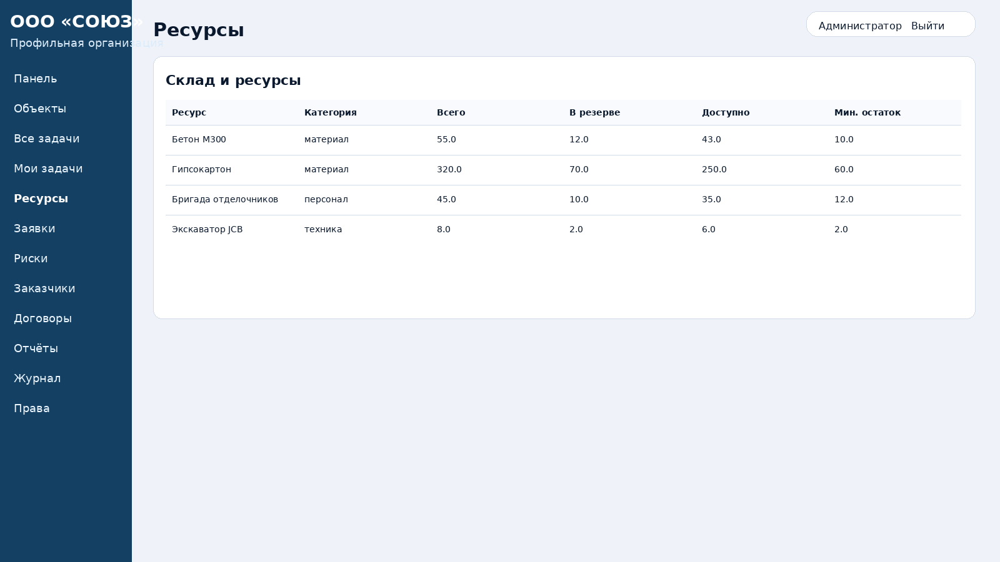 ООО «СОЮЗ»
Профильная организация
Панель
Объекты
Все задачи
Мои задачи
Ресурсы
Заявки
Риски
Заказчики
Договоры
Отчёты
Журнал
Права
Ресурсы
Администратор Выйти
Склад и ресурсы
Ресурс Категория Всего В резерве Доступно Мин. остаток
Бетон М300 материал 55.0 12.0 43.0 10.0
Гипсокартон материал 320.0 70.0 250.0 60.0
Бригада отделочников персонал 45.0 10.0 35.0 12.0
Экскаватор JCB техника 8.0 2.0 6.0 2.0